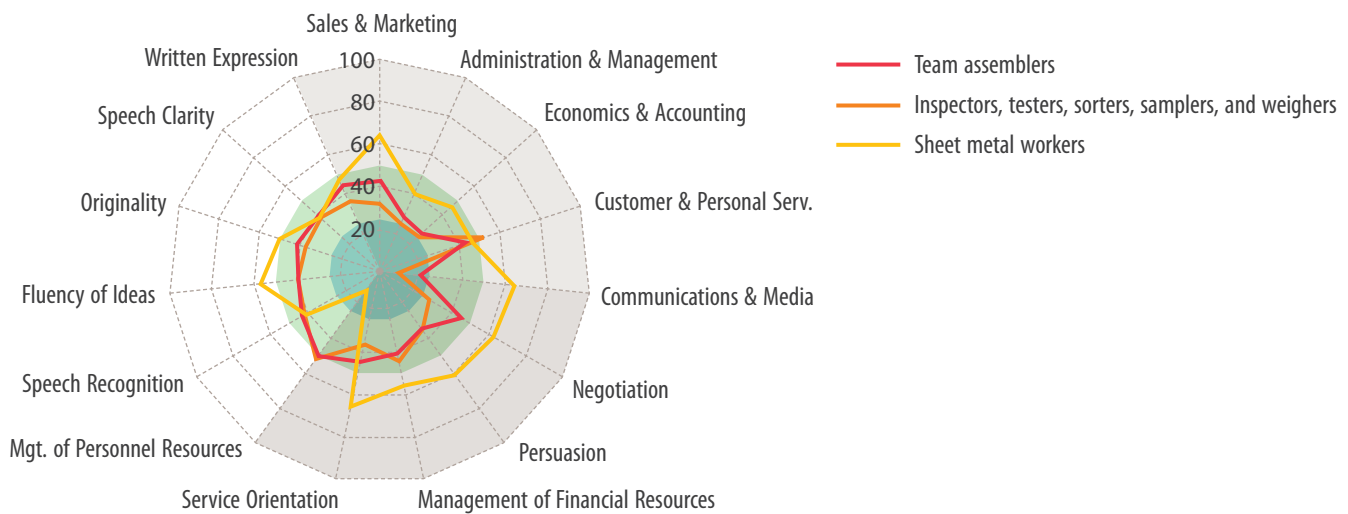 Sales & Marketing
Written Expression
100
Administration & Management
Team assemblers
80
Speech Clarity
Economics & Accounting
Inspectors, testers, sorters, samplers, and weighers
60
Sheet metal workers
40
Originality
Customer & Personal Serv.
20
Fluency of Ideas
Communications & Media
Speech Recognition
Negotiation
Mgt. of Personnel Resources
Persuasion
Service Orientation
Management of Financial Resources